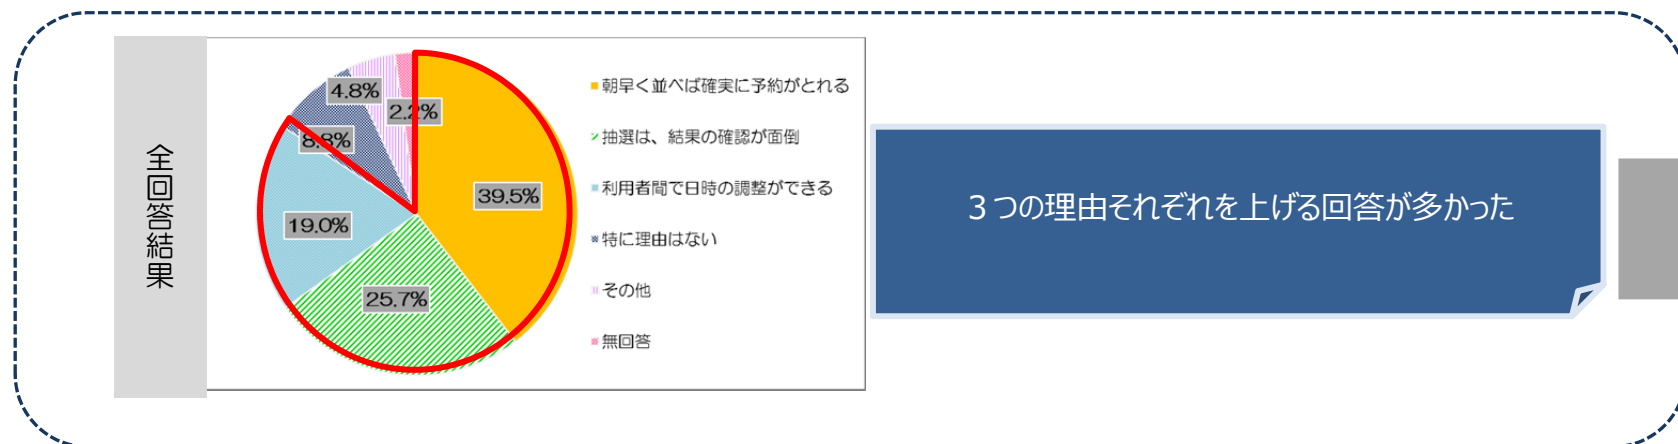 全回答結果
4.8%
2.2%
8.8%
39.5%
19.0%
25.7%
朝早く並べば確実に予約がとれる
抽選は、結果の確認が面倒
利用者間で日時の調整ができる
特に理由はない
その他
無回答
３つの理由それぞれを上げる回答が多かった